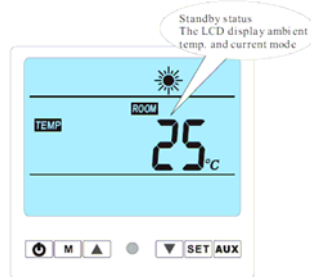 Standby status
The LCD display ambient
temp. and current mode
ROOM
TEMP
25°C
M
SET
AUX